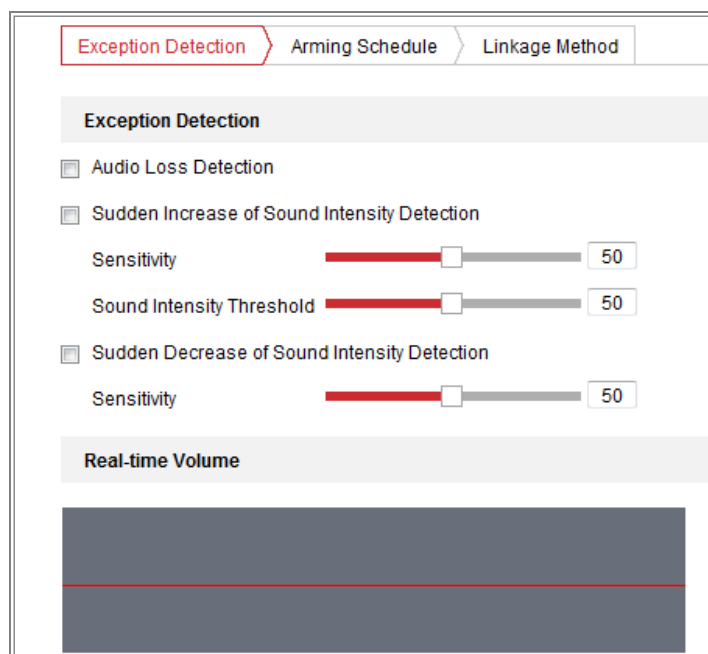 Exception Detection Arming Schedule Linkage Method
Exception Detection
Audio Loss Detection
Sudden Increase of Sound Intensity Detection
Sensitivity 50
Sound Intensity Threshold 50
Sudden Decrease of Sound Intensity Detection
Sensitivity 50
Real-time Volume